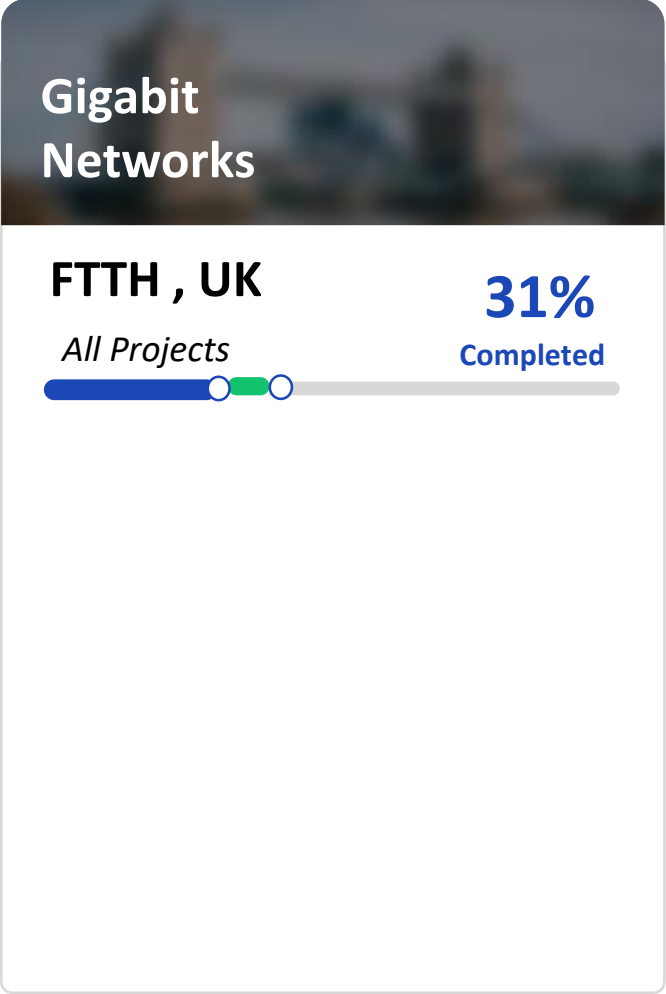 Gigabit
Networks
FTTH , UK
31%
All Projects
Completed